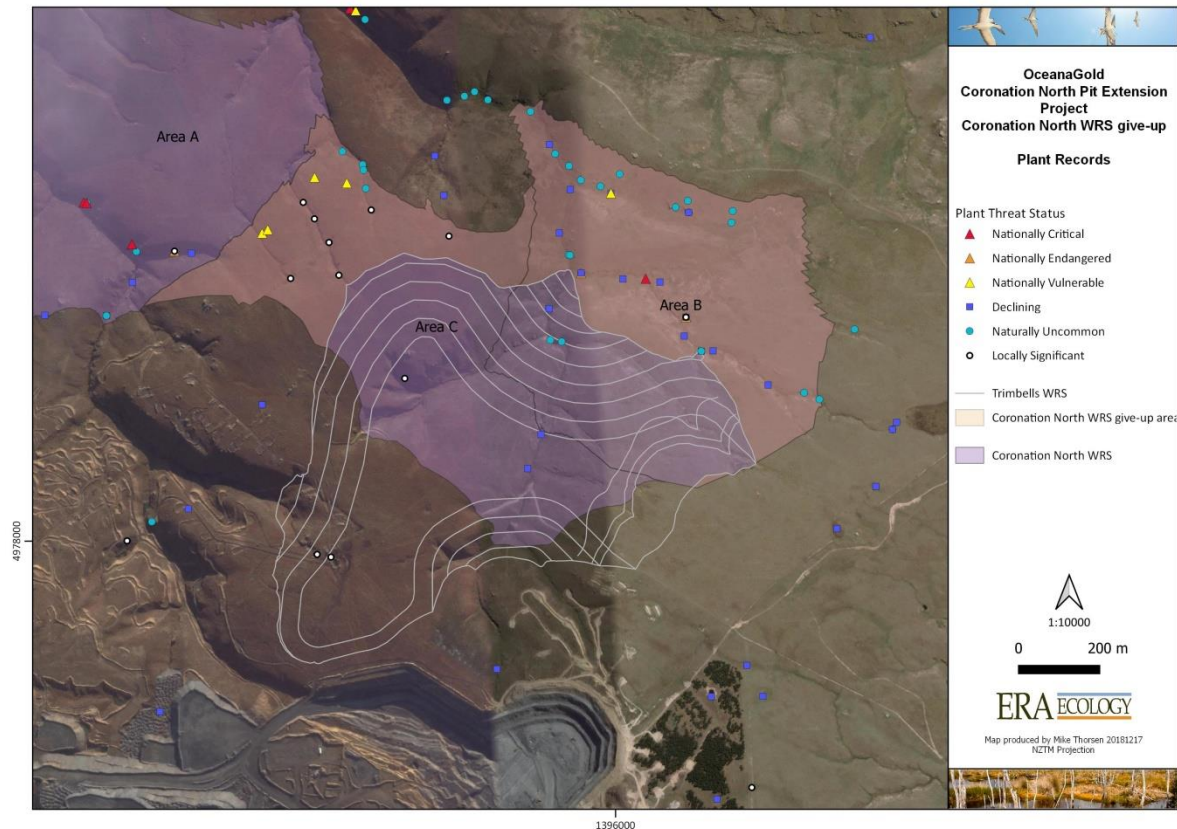 OceanaGold
Coronation North Pit Extension
Project
Coronation North WRS give-up
Plant Records
Plant Threat Status
Nationally Critical
Nationally Endangered
Nationally Vulnerable
Declining
Naturally Uncommon
Locally Significant
Trimbells WRS
Coronation North WRS give-up area
Coronation North WRS
1:10000
0 200 m
ERA ECOLOGY
Map produced by Mike Thorsen 20181217
NZTM Projection
Area A
Area B
Area C
4978000
1396000